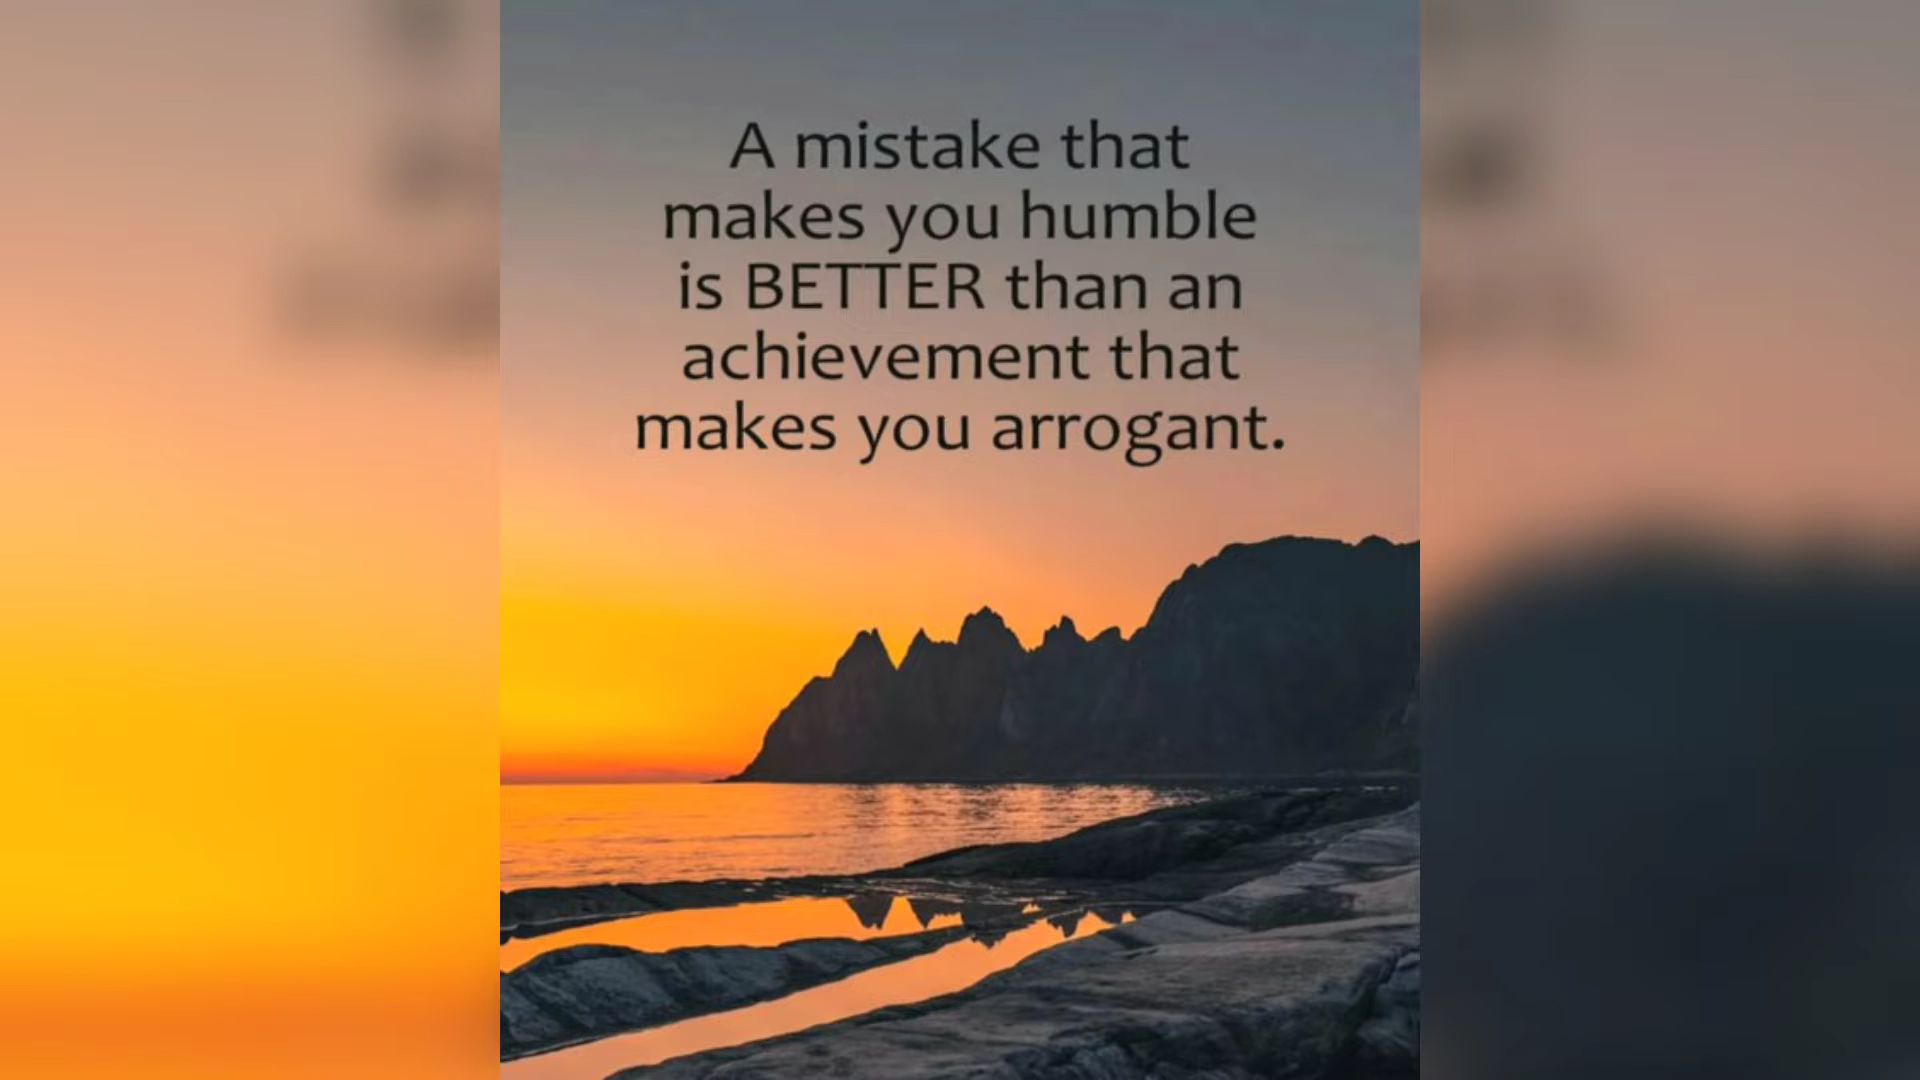 A mistake that
makes you humble
is BETTER than an
achievement that
makes you arrogant.